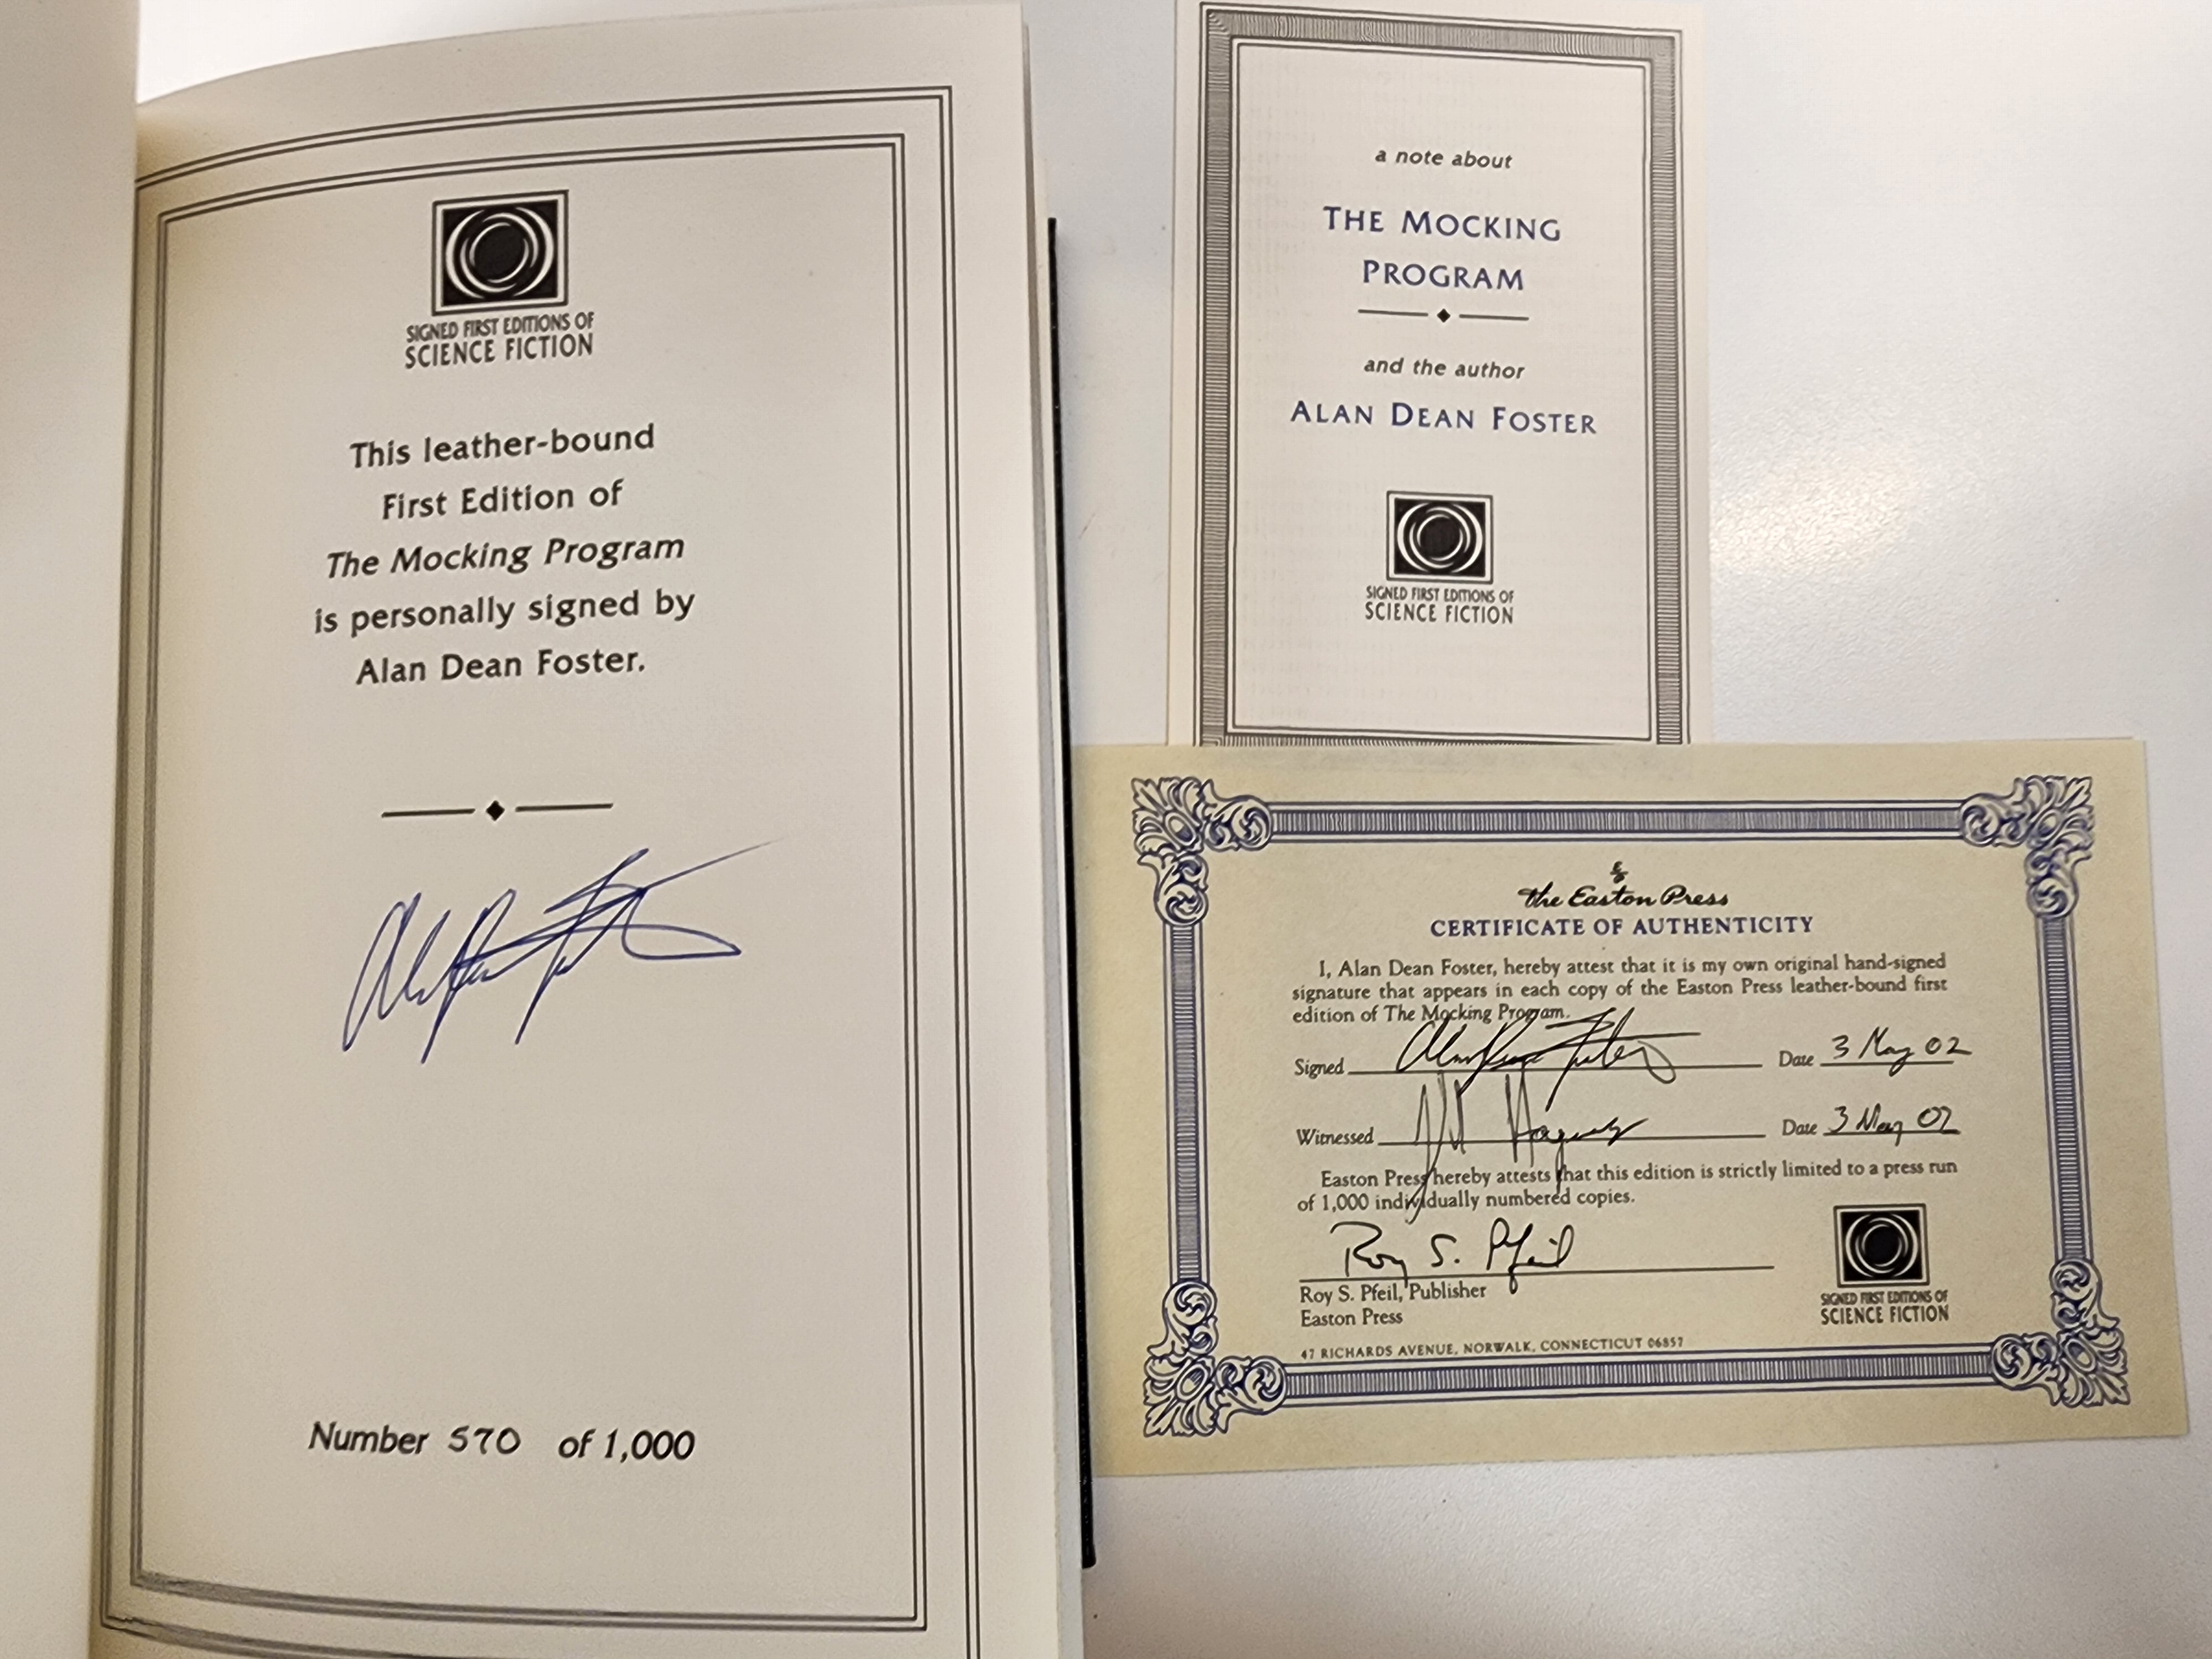 SIGNED FIRST EDITIONS OF
SCIENCE FICTION
This leather-bound
First Edition of
The Mocking Program
is personally signed by
Alan Dean Foster.
Number 570 of 1,000
a note about
THE MOCKING
PROGRAM
and the author
ALAN DEAN FOSTER
SIGNED FIRST EDITIONS OF
SCIENCE FICTION
the Easton Press
CERTIFICATE OF AUTHENTICITY
I, Alan Dean Foster, hereby attest that it is my own original hand-signed
signature that appears in each copy of the Easton Press leather-bound first
edition of The Mocking Program.
Signed Alan Dean Foster Date 3 May 02
Witnessed Date 3 May 02
Easton Press hereby attests that this edition is strictly limited to a press run
of 1,000 individually numbered copies.
Roy S. Pfeil
Roy S. Pfeil, Publisher
Easton Press
47 RICHARDS AVENUE, NORWALK, CONNECTICUT 06857
SIGNED FIRST EDITIONS OF
SCIENCE FICTION